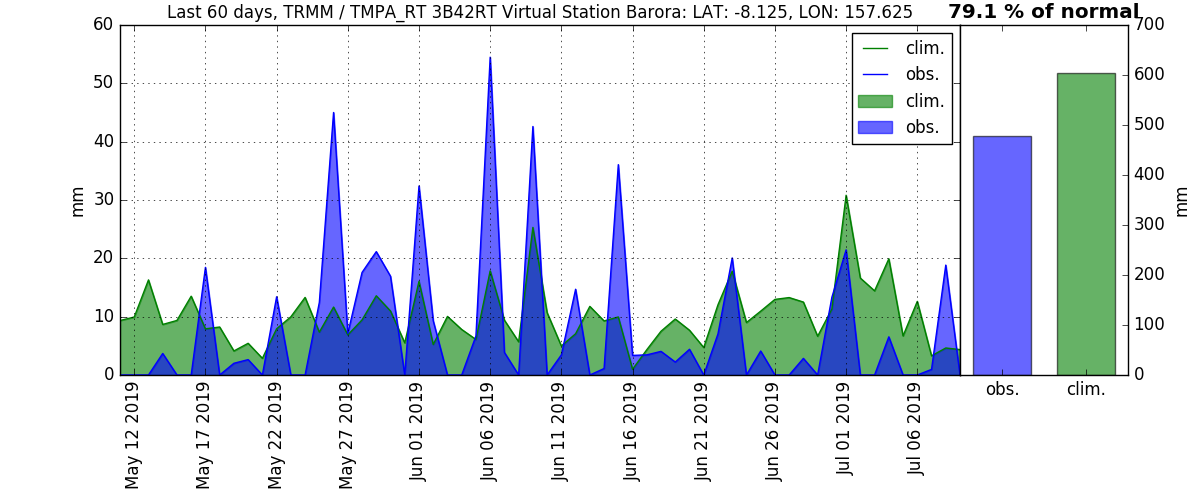 Last 60 days, TRMM / TMPA_RT 3B42RT Virtual Station Barora: LAT: -8.125, LON: 157.625
79.1 % of normal
60
50
40
30
20
10
0
mm
clim.
obs.
clim.
obs.
700
600
500
400
300
200
100
0
mm
obs.
clim.
May 12 2019
May 17 2019
May 22 2019
May 27 2019
Jun 01 2019
Jun 06 2019
Jun 11 2019
Jun 16 2019
Jun 21 2019
Jun 26 2019
Jul 01 2019
Jul 06 2019